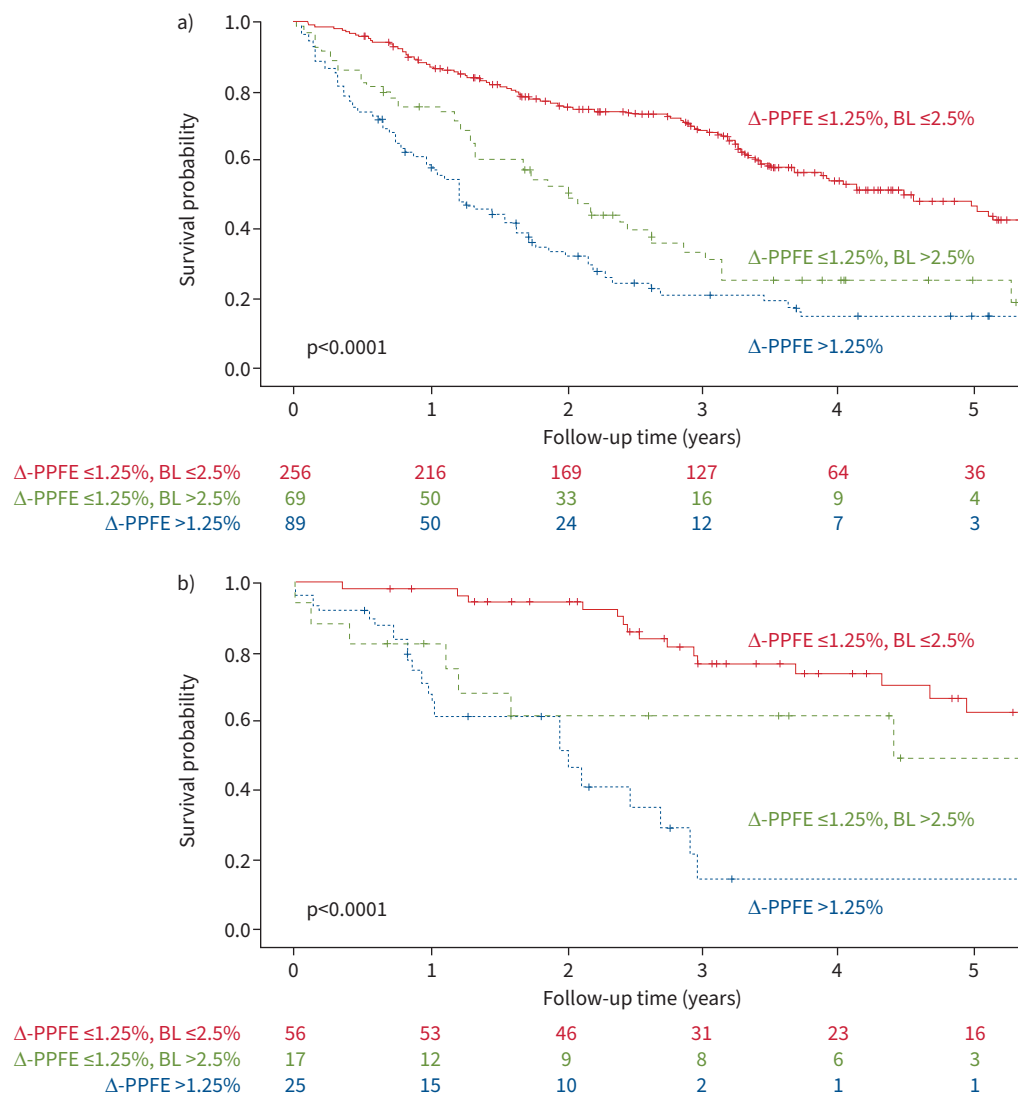 a)
1.0
0.8
0.6
0.4
0.2
0.0
Survival probability
Δ-PPFE ≤1.25%, BL ≤2.5%
Δ-PPFE ≤1.25%, BL >2.5%
Δ-PPFE >1.25%
p<0.0001
0 1 2 3 4 5
Follow-up time (years)
Δ-PPFE ≤1.25%, BL ≤2.5% 256 216 169 127 64 36
Δ-PPFE ≤1.25%, BL >2.5% 69 50 33 16 9 4
Δ-PPFE >1.25% 89 50 24 12 7 3
b)
1.0
0.8
0.6
0.4
0.2
0.0
Survival probability
Δ-PPFE ≤1.25%, BL ≤2.5%
Δ-PPFE ≤1.25%, BL >2.5%
Δ-PPFE >1.25%
p<0.0001
0 1 2 3 4 5
Follow-up time (years)
Δ-PPFE ≤1.25%, BL ≤2.5% 56 53 46 31 23 16
Δ-PPFE ≤1.25%, BL >2.5% 17 12 9 8 6 3
Δ-PPFE >1.25% 25 15 10 2 1 1